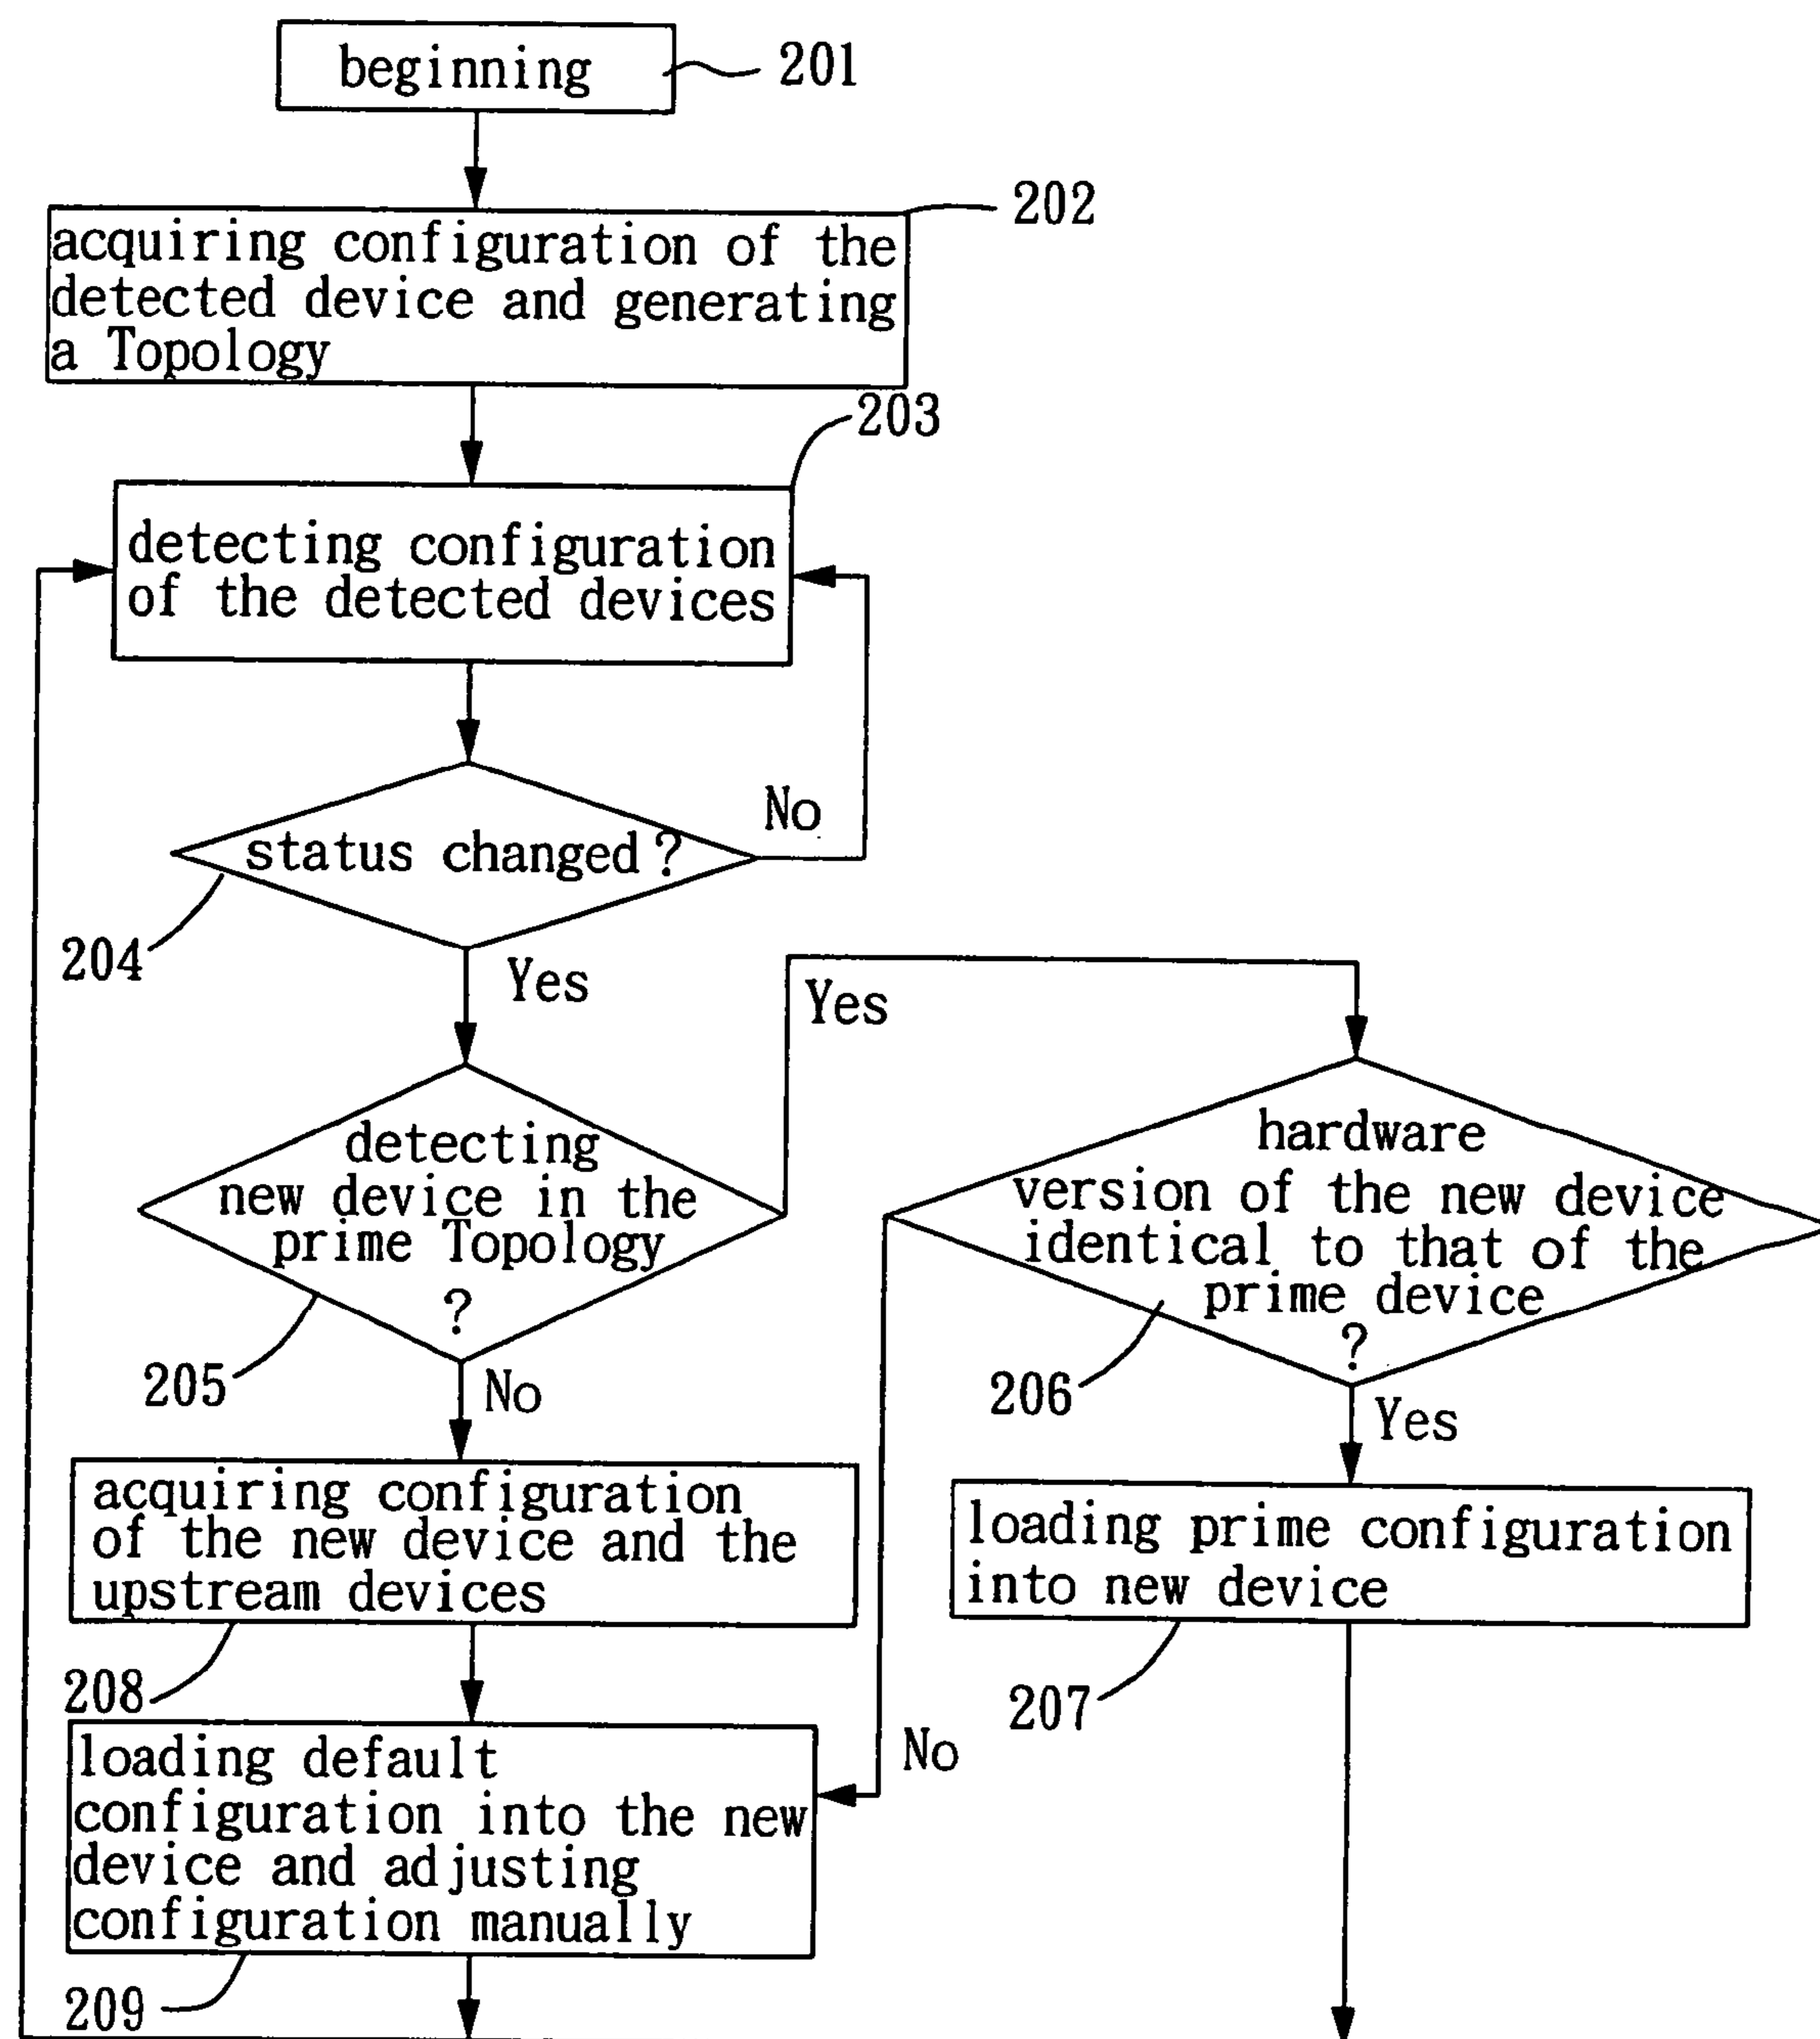 beginning
201
202
acquiring configuration of the
detected device and generating
a Topology
203
detecting configuration
of the detected devices
No
status changed?
204
Yes
Yes
detecting
new device in the
prime Topology
?
205
No
hardware
version of the new device
identical to that of the
prime device
?
206
Yes
acquiring configuration
of the new device and the
upstream devices
208
loading prime configuration
into new device
207
No
loading default
configuration into the new
device and adjusting
configuration manually
209